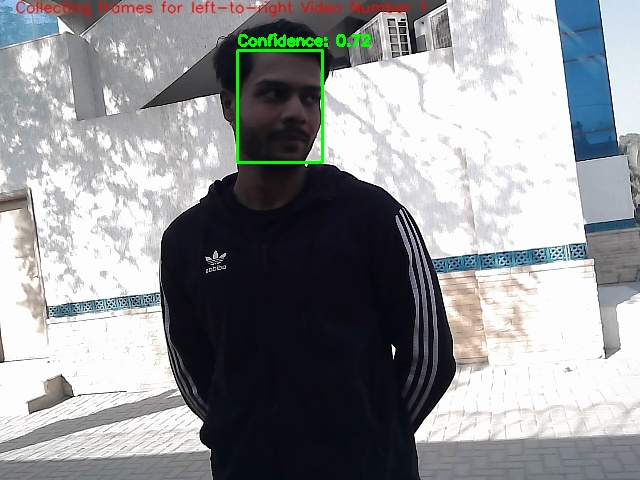 Collecting frames for left-to-right Video Number 1
Confidence: 0.72
adidas